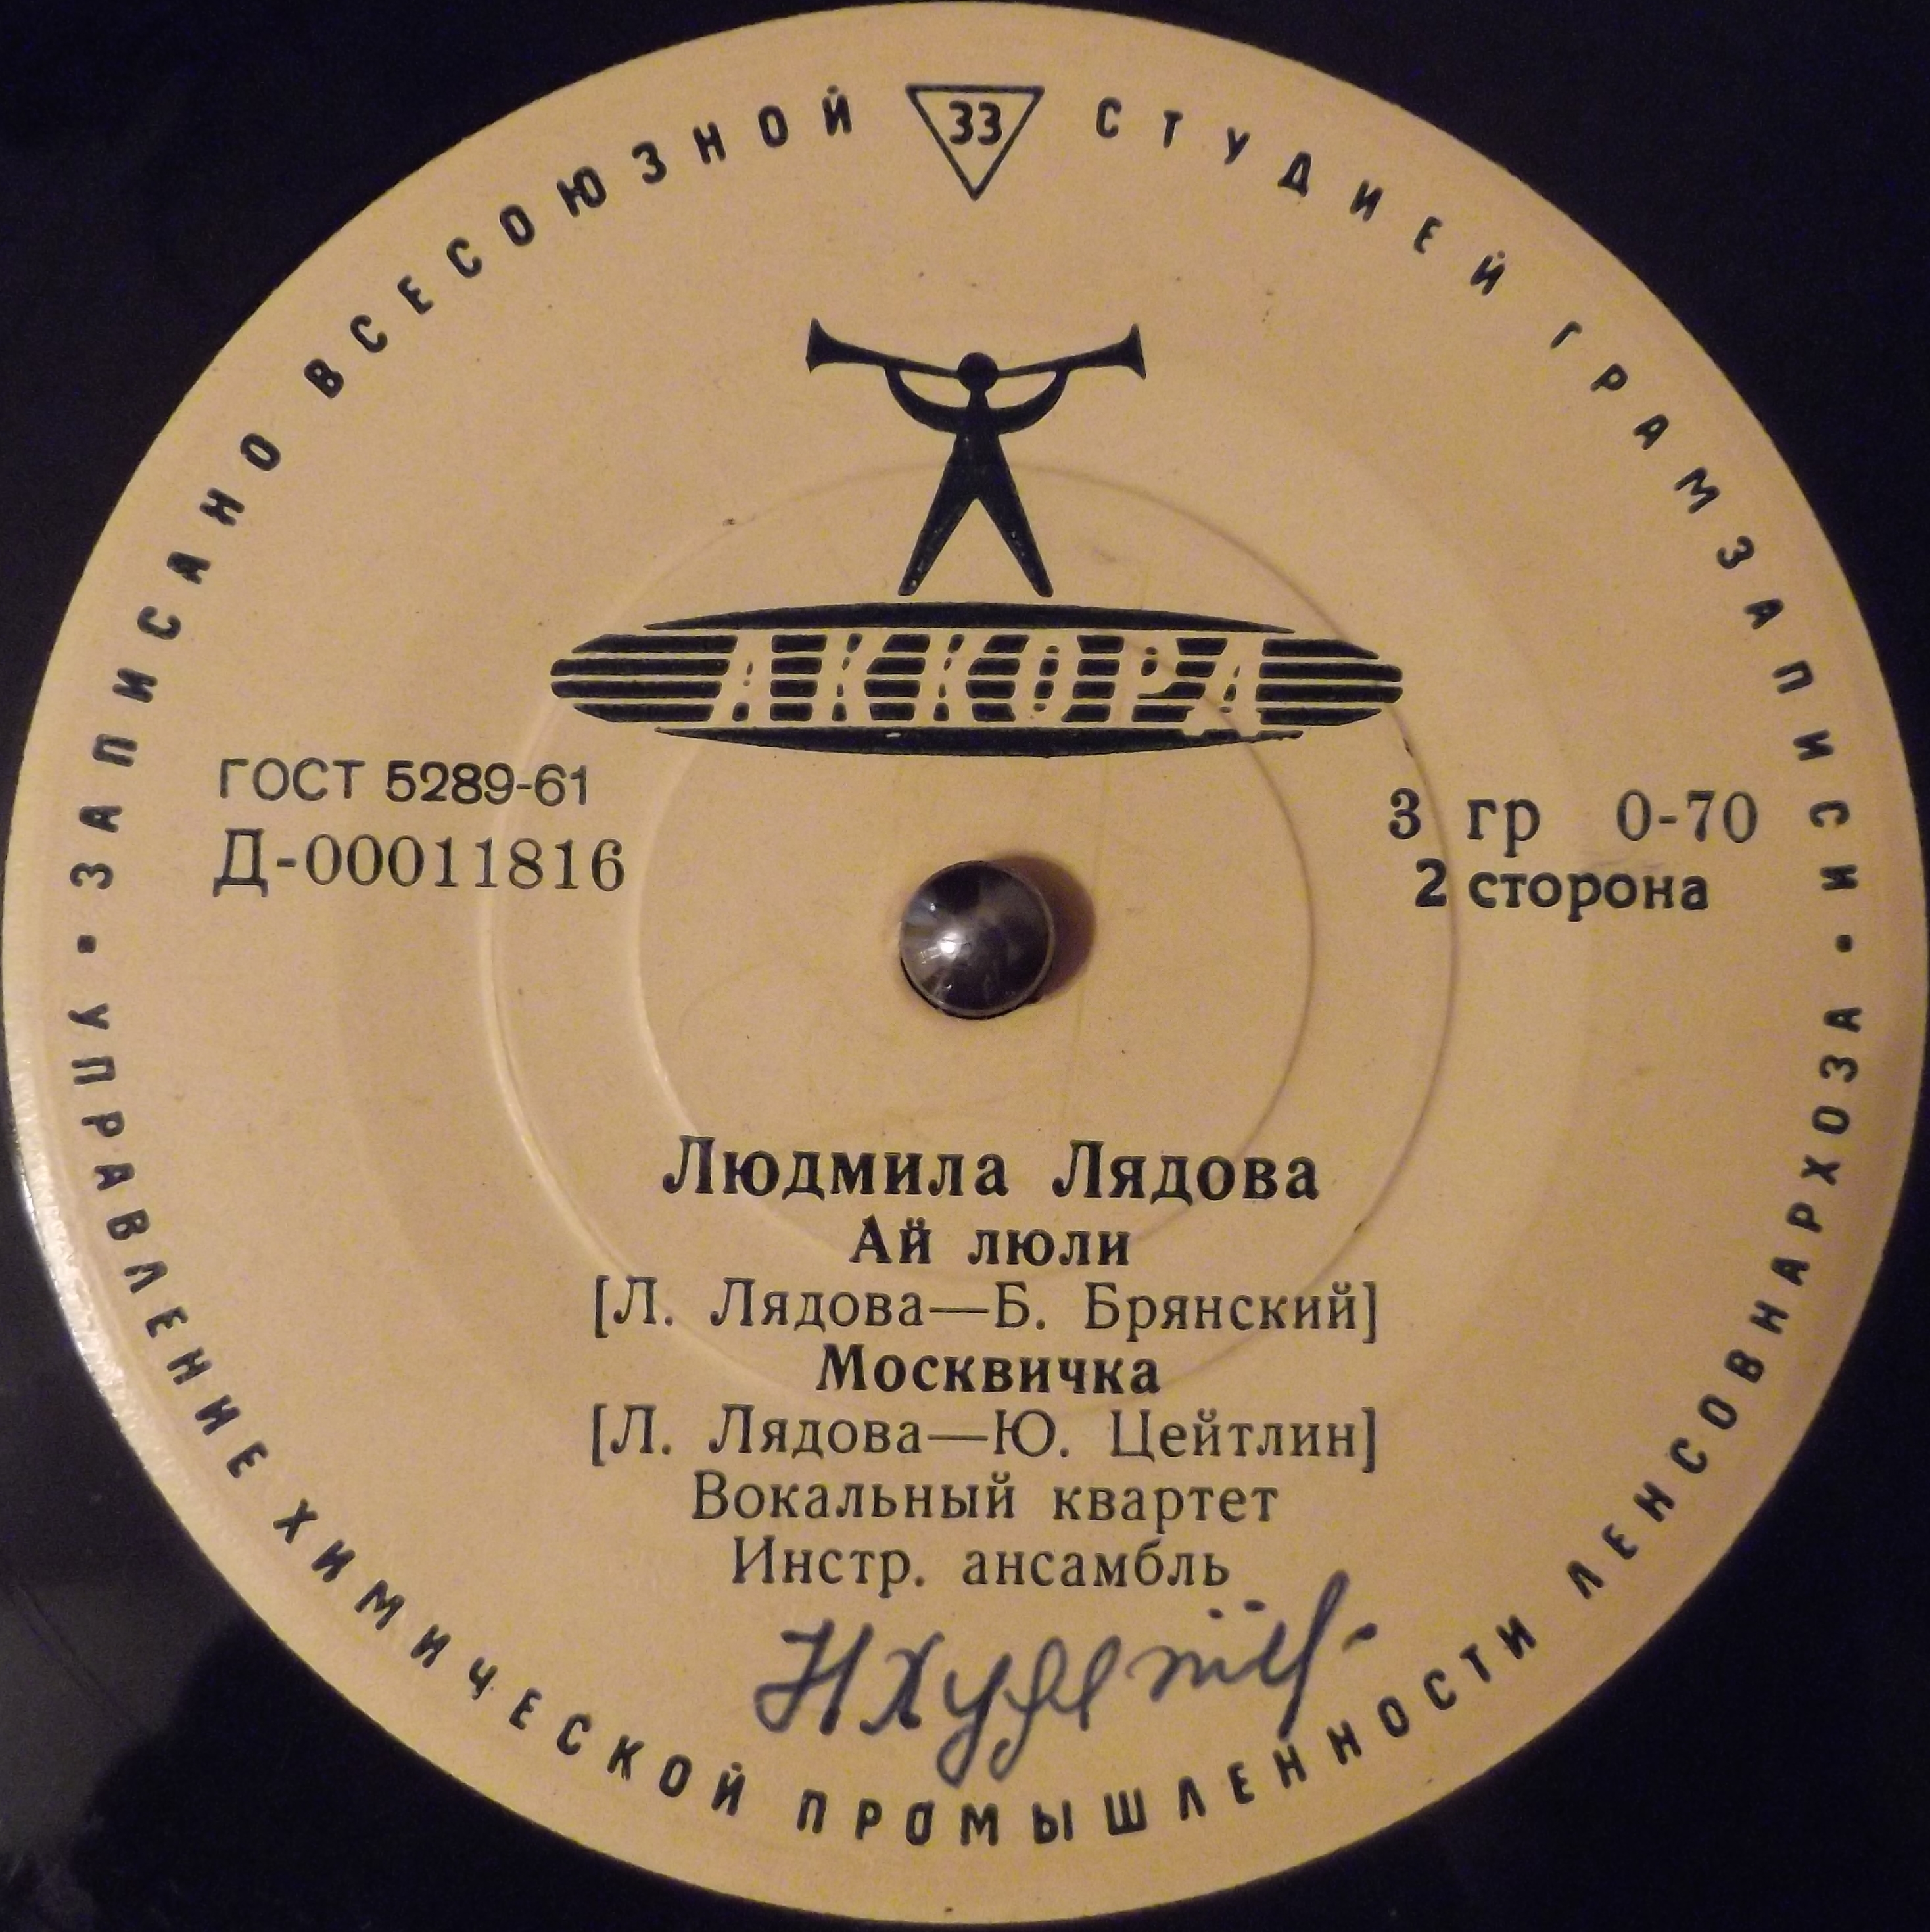 ЗАПИСАНО ВСЕСОЮЗНОЙ СТУДИЕЙ ГРАМЗАПИСИ
33
АККОРД
ГОСТ 5289-61
Д-00011816
3 гр 0-70
2 сторона
Людмила Лядова
Ай люли
[Л. Лядова—Б. Брянский]
Москвичка
[Л. Лядова—Ю. Цейтлин]
Вокальный квартет
Инстр. ансамбль
УПРАВЛЕНИЕ ХИМИЧЕСКОЙ ПРОМЫШЛЕННОСТИ ЛЕНСОВНАРХОЗА